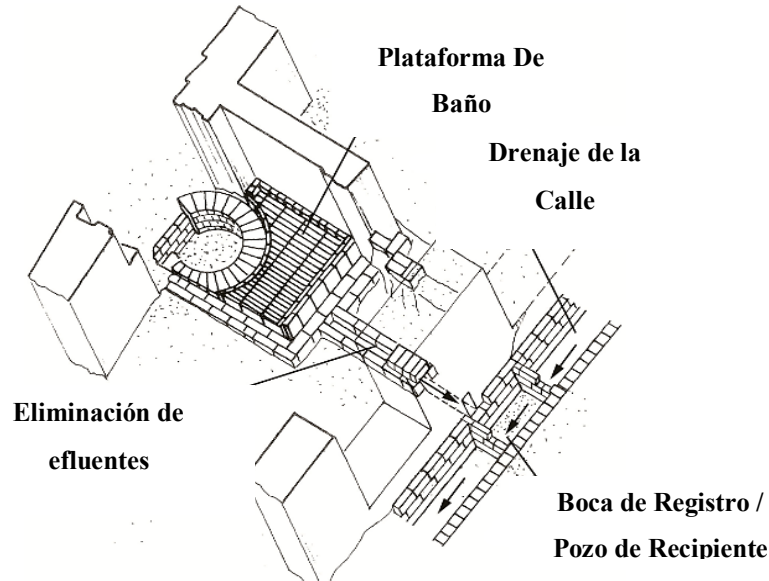 Plataforma De
Baño
Drenaje de la
Calle
Eliminación de
efluentes
Boca de Registro /
Pozo de Recipiente